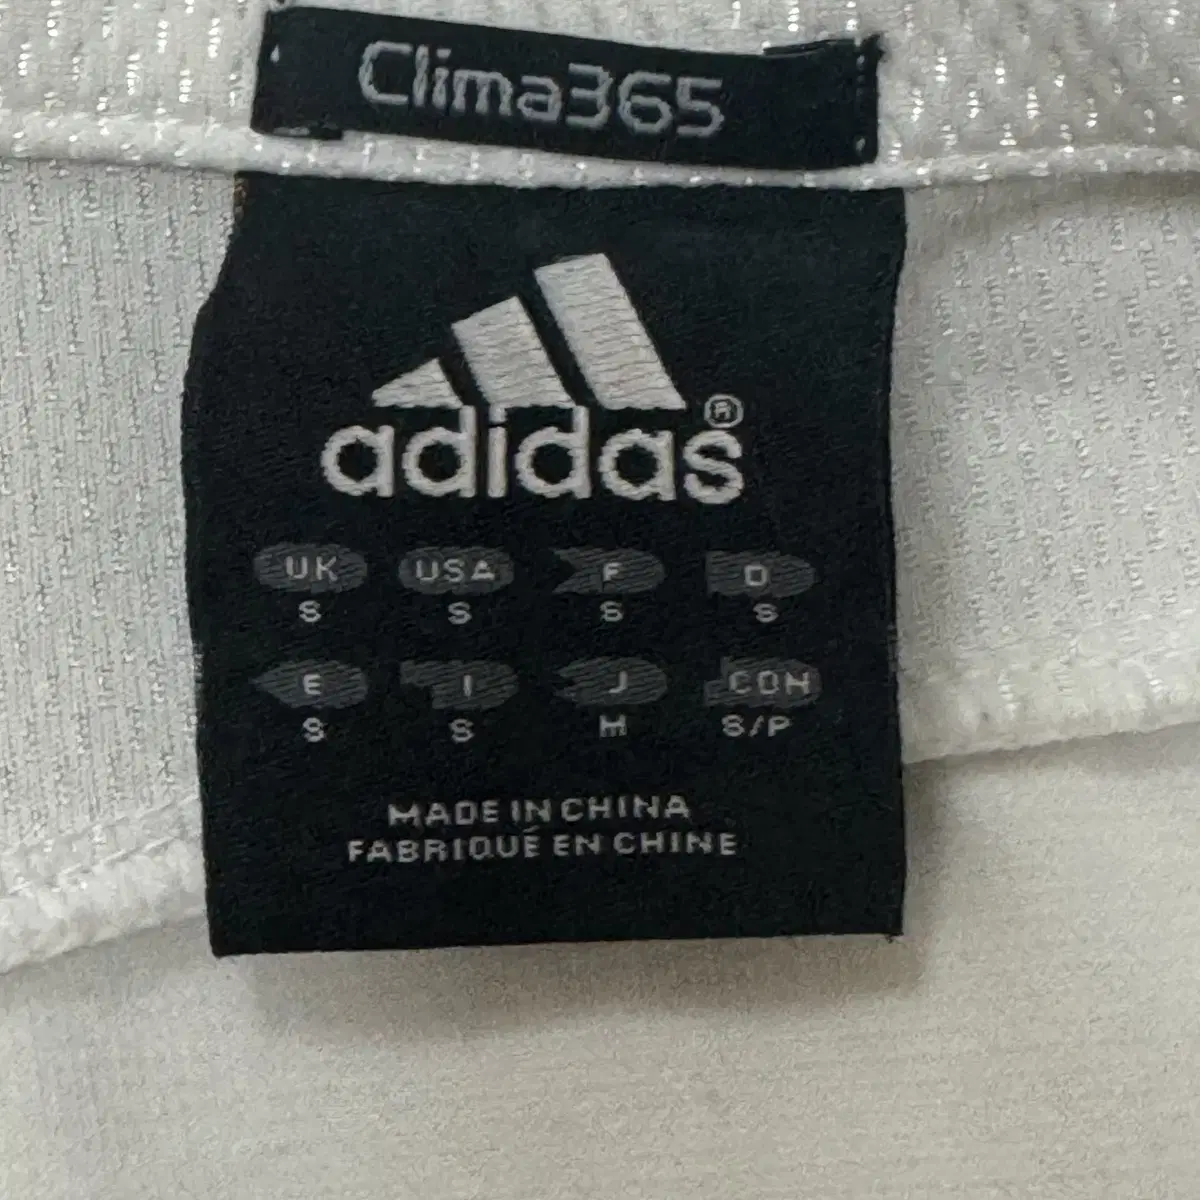 Clima365
adidas®
UK USA F D
S S S S
E I J CDN
S S M S/P
MADE IN CHINA
FABRIQUÉ EN CHINE